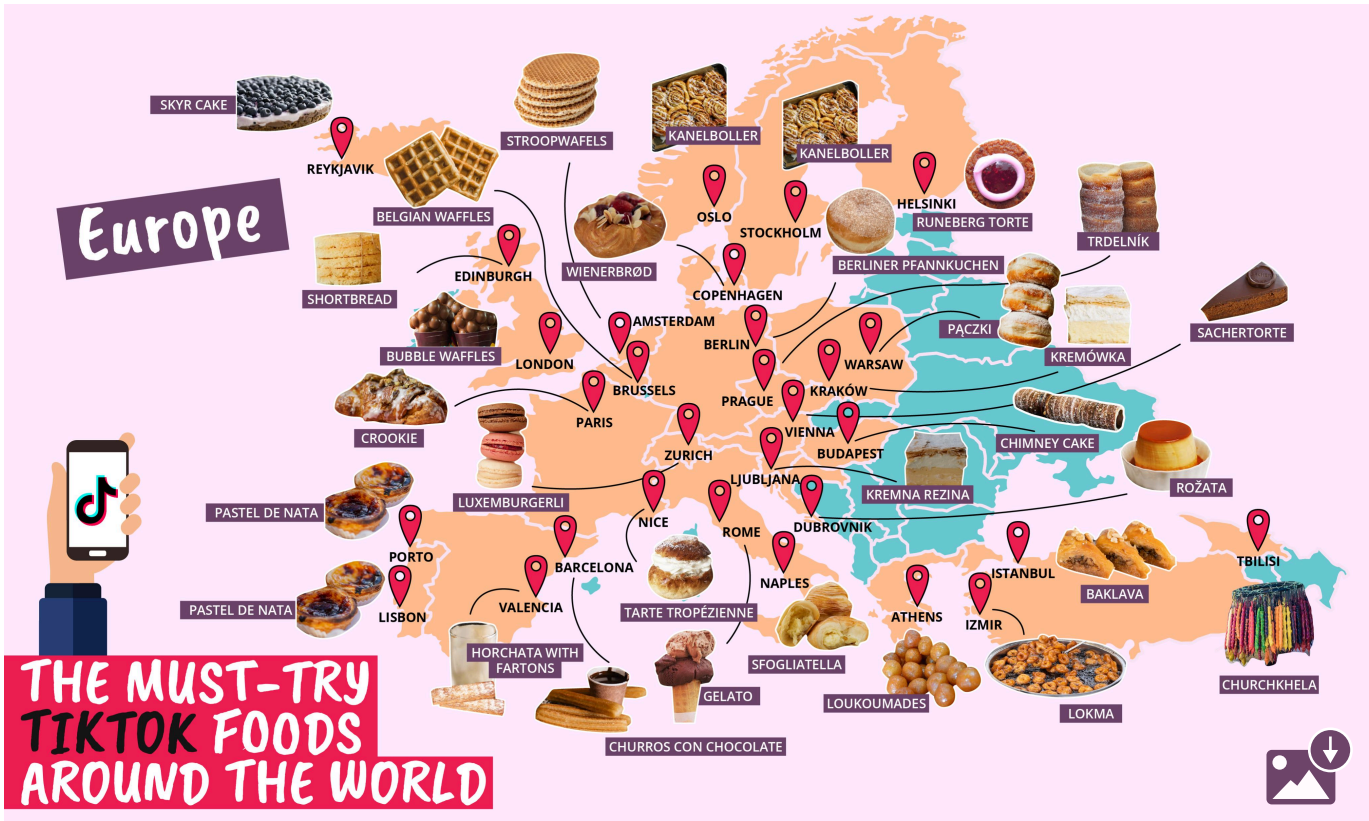 SKYR CAKE
REYKJAVIK
STROOPWAFELS
KANELBOLLER
KANELBOLLER
Europe
BELGIAN WAFFLES
OSLO
STOCKHOLM
HELSINKI
RUNEBERG TORTE
TRDELNÍK
SHORTBREAD
EDINBURGH
WIENERBRØD
COPENHAGEN
BERLINER PFANNKUCHEN
BUBBLE WAFFLES
LONDON
AMSTERDAM
BERLIN
WARSAW
PĄCZKI
KREMÓWKA
SACHERTORTE
CROOKIE
PARIS
BRUSSELS
PRAGUE
KRAKÓW
VIENNA
BUDAPEST
CHIMNEY CAKE
ZURICH
LUXEMBURGERLI
LJUBLJANA
KREMNA REZINA
ROŽATA
PASTEL DE NATA
PORTO
NICE
ROME
DUBROVNIK
BARCELONA
NAPLES
ISTANBUL
TBILISI
PASTEL DE NATA
LISBON
VALENCIA
TARTE TROPÉZIENNE
ATHENS
IZMIR
BAKLAVA
HORCHATA WITH
FARTONS
SFOGLIATELLA
GELATO
LOUKOUMADES
LOKMA
CHURCHKHELA
CHURROS CON CHOCOLATE
THE MUST-TRY
TIKTOK FOODS
AROUND THE WORLD